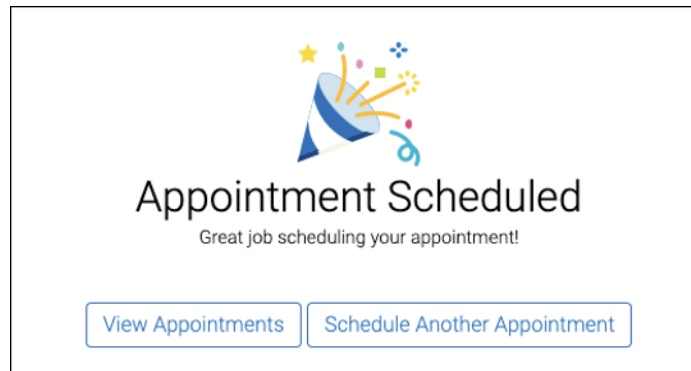 Appointment Scheduled
Great job scheduling your appointment!
View Appointments
Schedule Another Appointment